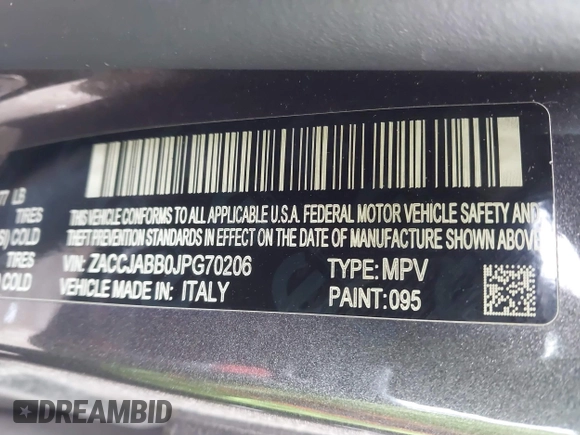 77 LB
TIRES
SI) COLD
TIRES
COLD
THIS VEHICLE CONFORMS TO ALL APPLICABLE U.S.A. FEDERAL MOTOR VEHICLE SAFETY AND
THEFT PREVENTION STANDARDS IN EFFECT ON THE DATE OF MANUFACTURE SHOWN ABOVE
VIN: ZACCJABB0JPG70206 TYPE: MPV
VEHICLE MADE IN: ITALY PAINT: 095
DREAMBID